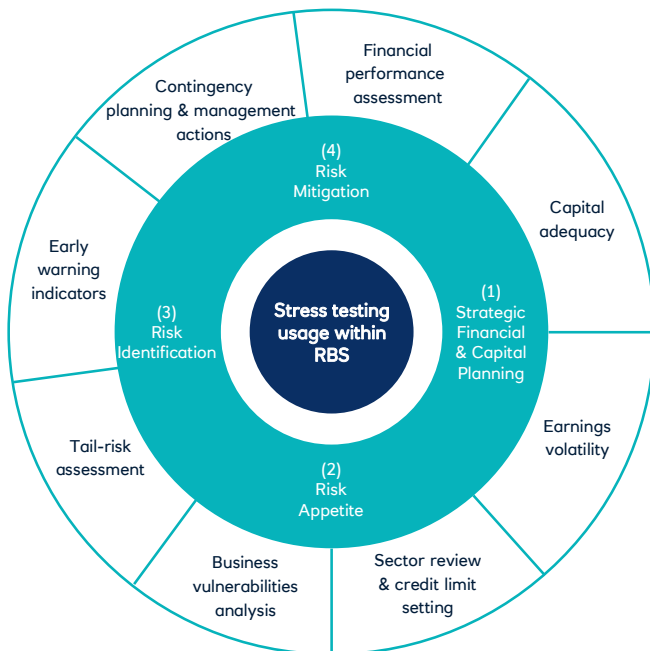 Financial
performance
assessment
Contingency
planning & management
actions
(4)
Risk
Mitigation
Capital
adequacy
Early
warning
indicators
(3)
Risk
Identification
Stress testing
usage within
RBS
(1)
Strategic
Financial
& Capital
Planning
Earnings
volatility
Tail-risk
assessment
(2)
Risk
Appetite
Business
vulnerabilities
analysis
Sector review
& credit limit
setting